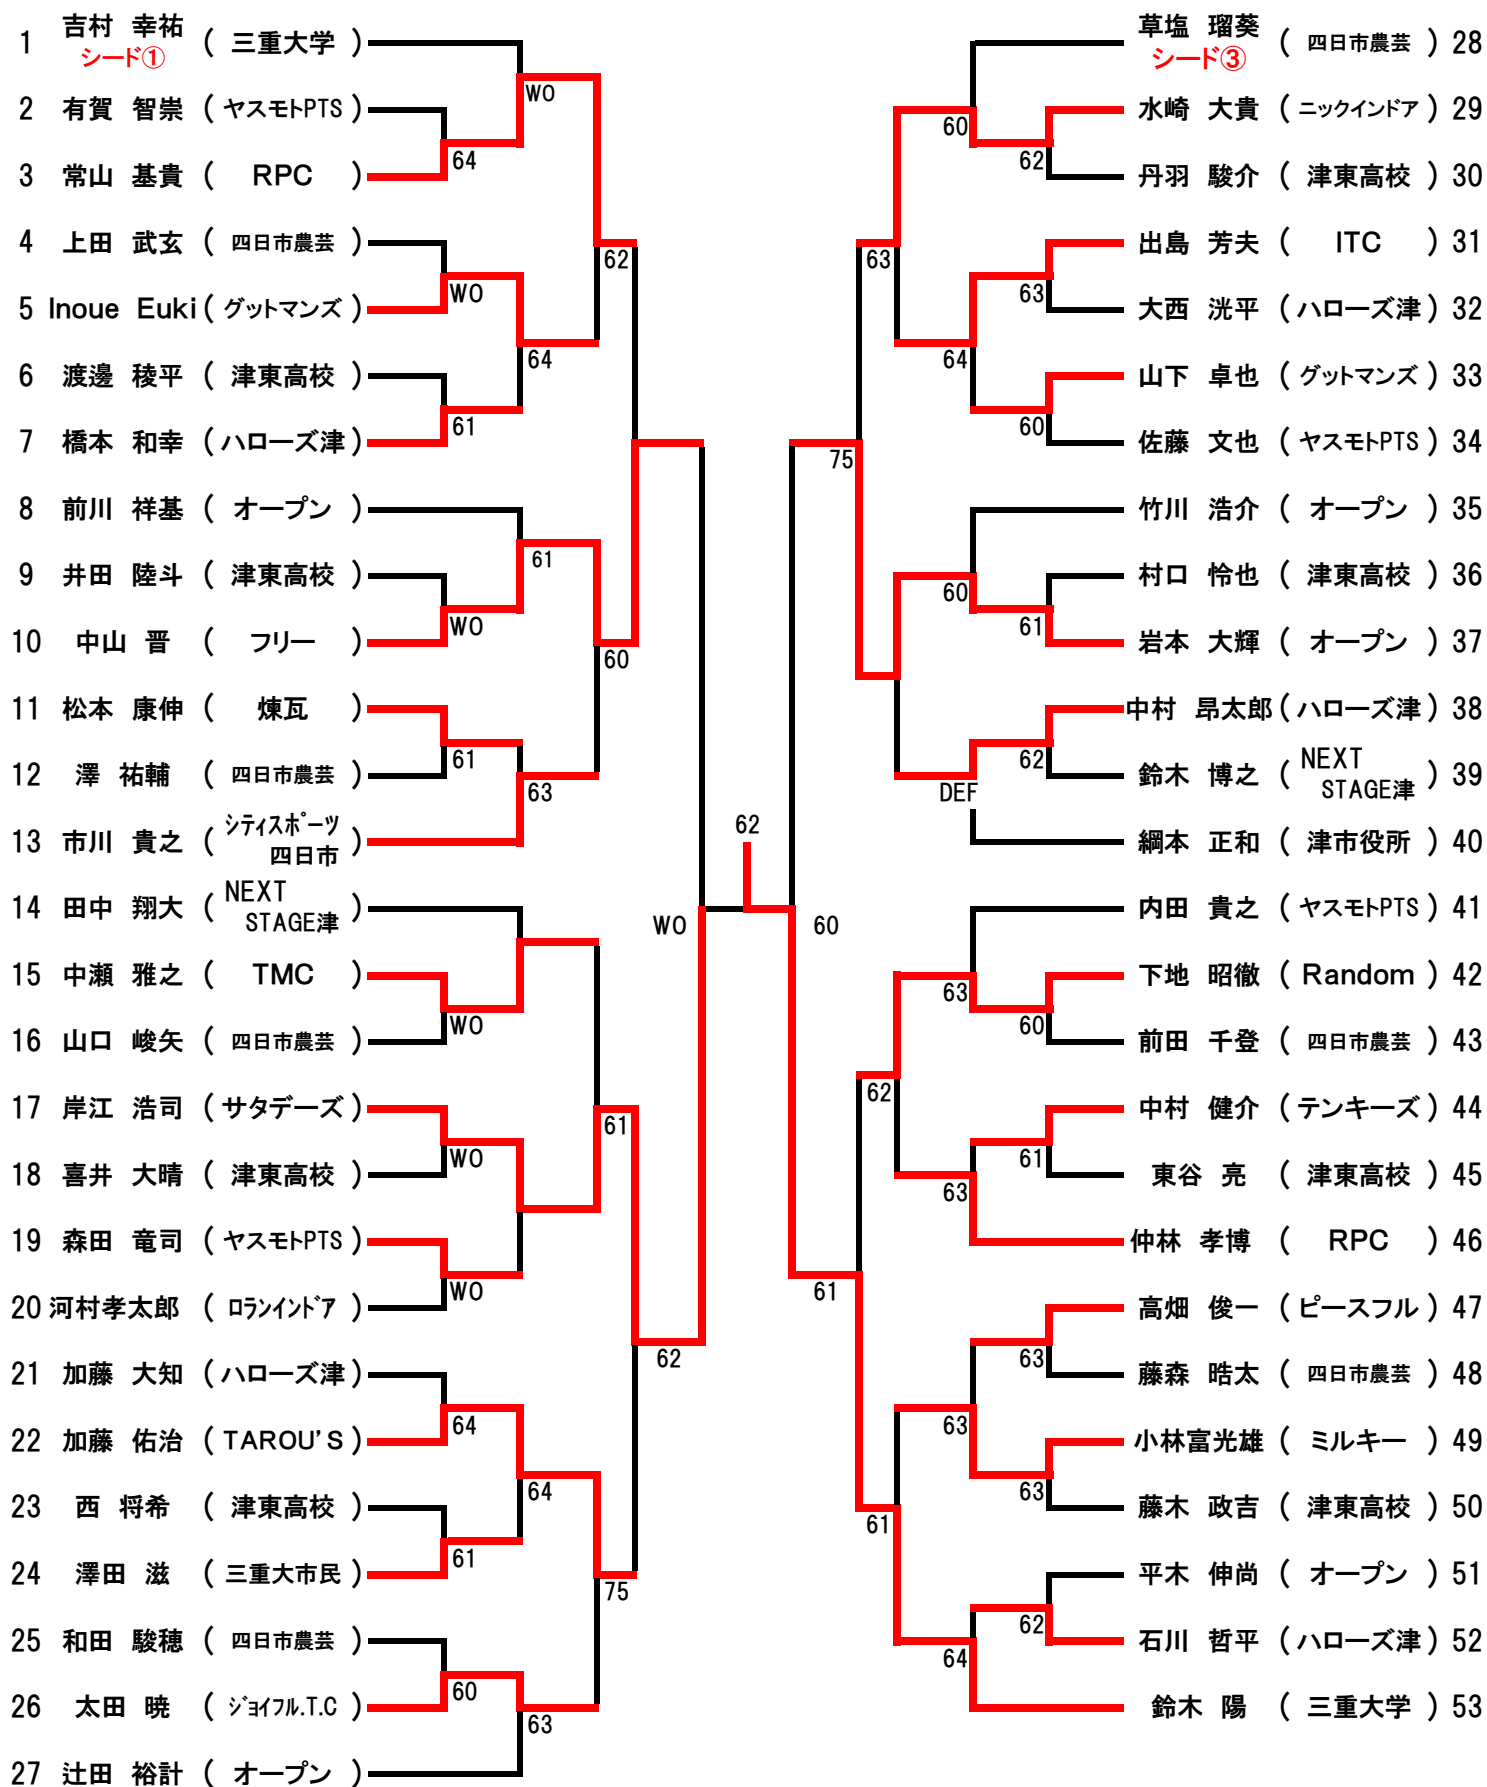 1 吉村 幸祐 ( 三重大学 )
シード①
WO
2 有賀 智崇 ( ヤスモトPTS )
64
3 常山 基貴 ( RPC )
4 上田 武玄 ( 四日市農芸 )
62
WO
5 Inoue Euki ( グットマンズ )
64
6 渡邊 稜平 ( 津東高校 )
61
7 橋本 和幸 ( ハローズ津 )
8 前川 祥基 ( オープン )
61
9 井田 陸斗 ( 津東高校 )
WO
10 中山 晋 ( フリー )
60
11 松本 康伸 ( 煉瓦 )
61
12 澤 祐輔 ( 四日市農芸 )
63
13 市川 貴之 ( シティスポーツ
四日市 )
14 田中 翔大 ( NEXT
STAGE津 )
WO
15 中瀬 雅之 ( TMC )
WO
16 山口 峻矢 ( 四日市農芸 )
17 岸江 浩司 ( サタデーズ )
61
WO
18 喜井 大晴 ( 津東高校 )
19 森田 竜司 ( ヤスモトPTS )
WO
20 河村孝太郎 ( ロランインドア )
62
21 加藤 大知 ( ハローズ津 )
64
22 加藤 佑治 ( TAROU'S )
64
23 西 将希 ( 津東高校 )
61
24 澤田 滋 ( 三重大市民 )
75
25 和田 駿穂 ( 四日市農芸 )
60
26 太田 暁 ( ジョイフル.T.C )
63
27 辻田 裕計 ( オープン )
62
60
草塩 瑠葵 ( 四日市農芸 ) 28
シード③
60
水崎 大貴 ( ニックインドア ) 29
62
丹羽 駿介 ( 津東高校 ) 30
63
出島 芳夫 ( ITC ) 31
63
大西 洸平 ( ハローズ津 ) 32
64
山下 卓也 ( グットマンズ ) 33
60
佐藤 文也 ( ヤスモトPTS ) 34
75
竹川 浩介 ( オープン ) 35
60
村口 怜也 ( 津東高校 ) 36
61
岩本 大輝 ( オープン ) 37
中村 昂太郎 ( ハローズ津 ) 38
62
鈴木 博之 ( NEXT
STAGE津 ) 39
DEF
綱本 正和 ( 津市役所 ) 40
内田 貴之 ( ヤスモトPTS ) 41
63
下地 昭徹 ( Random ) 42
60
前田 千登 ( 四日市農芸 ) 43
62
中村 健介 ( テンキーズ ) 44
61
東谷 亮 ( 津東高校 ) 45
63
仲林 孝博 ( RPC ) 46
61
高畑 俊一 ( ピースフル ) 47
63
藤森 晧太 ( 四日市農芸 ) 48
63
小林富光雄 ( ミルキー ) 49
63
藤木 政吉 ( 津東高校 ) 50
61
平木 伸尚 ( オープン ) 51
62
石川 哲平 ( ハローズ津 ) 52
64
鈴木 陽 ( 三重大学 ) 53